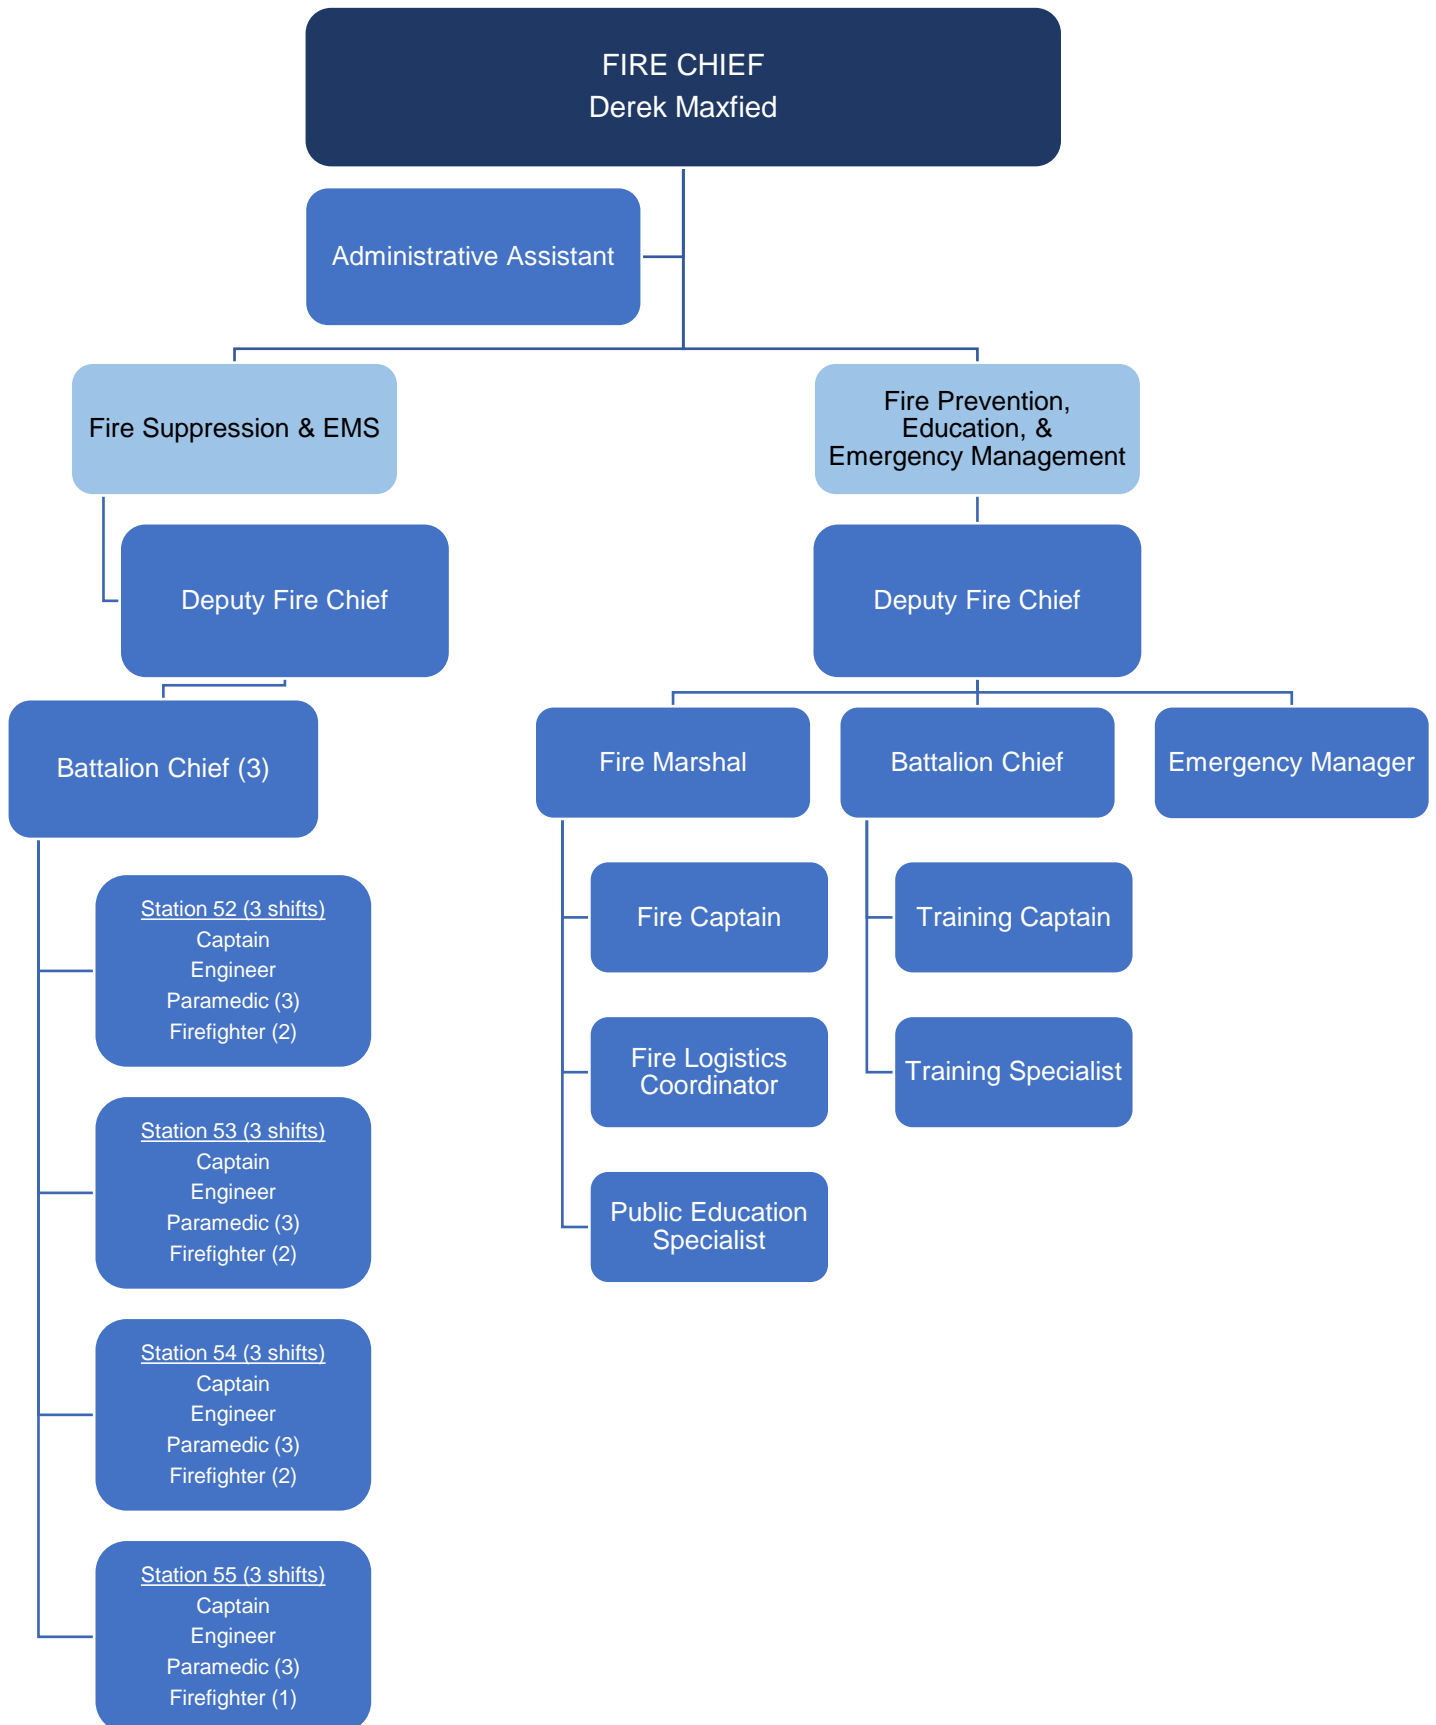 FIRE CHIEF
Derek Maxfied
Administrative Assistant
Fire Suppression & EMS
Fire Prevention,
Education, &
Emergency Management
Deputy Fire Chief
Deputy Fire Chief
Battalion Chief (3)
Fire Marshal
Battalion Chief
Emergency Manager
Station 52 (3 shifts)
Captain
Engineer
Paramedic (3)
Firefighter (2)
Station 53 (3 shifts)
Captain
Engineer
Paramedic (3)
Firefighter (2)
Station 54 (3 shifts)
Captain
Engineer
Paramedic (3)
Firefighter (2)
Station 55 (3 shifts)
Captain
Engineer
Paramedic (3)
Firefighter (1)
Fire Captain
Fire Logistics
Coordinator
Public Education
Specialist
Training Captain
Training Specialist